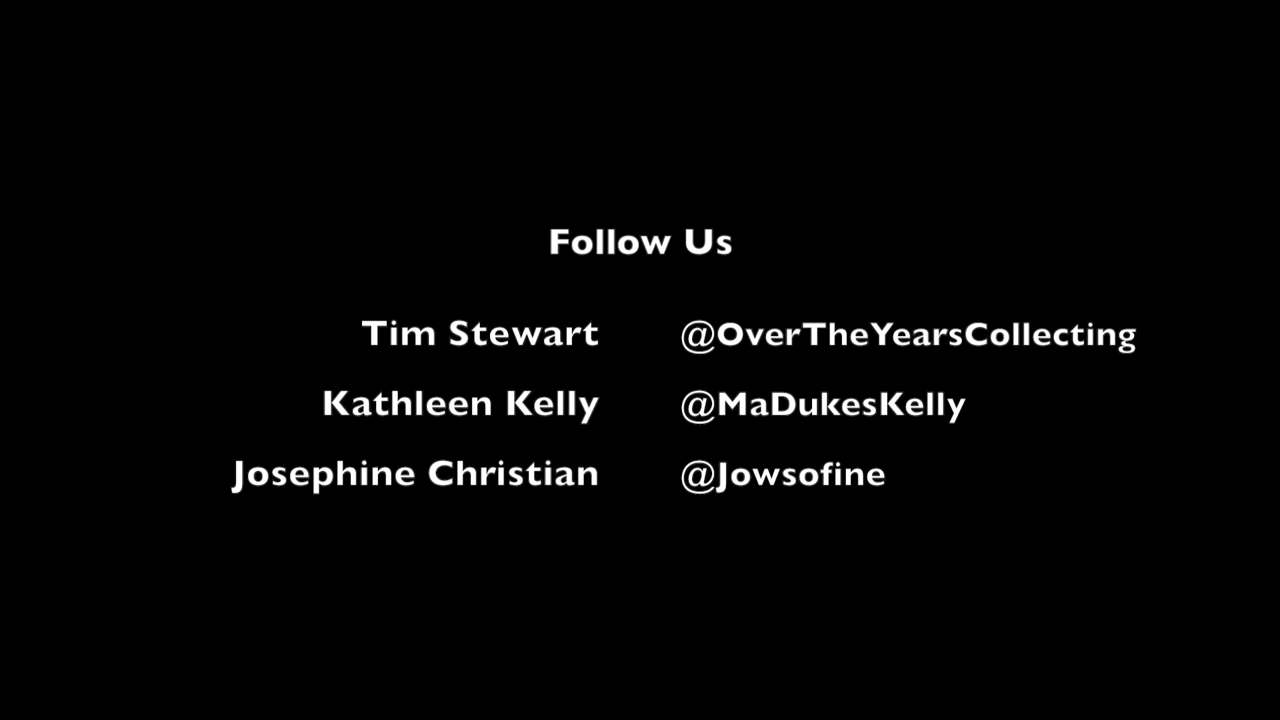 Follow Us
Tim Stewart @OverTheYearsCollecting
Kathleen Kelly @MaDukesKelly
Josephine Christian @Jowsofine